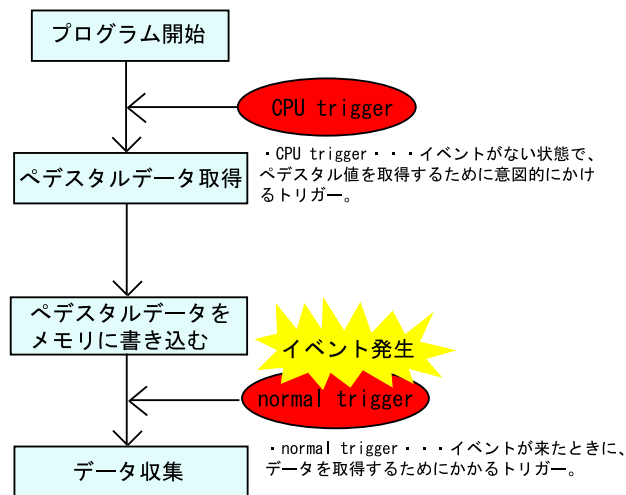 プログラム開始
CPU trigger
・CPU trigger・・・イベントがない状態で、
ペデスタル値を取得するために意図的にかけ
るトリガー。
ペデスタルデータ取得
ペデスタルデータを
メモリに書き込む
イベント発生
normal trigger
・normal trigger・・・イベントが来たときに、
データを取得するためにかかるトリガー。
データ収集